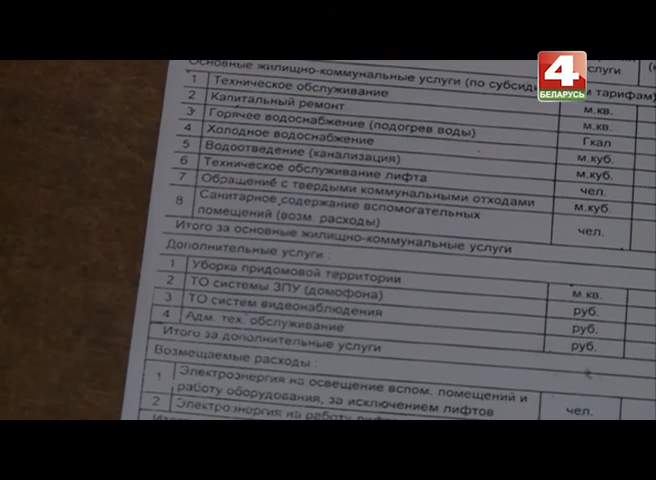 4
БЕЛАРУСЬ
Основные жилищно-коммунальные услуги (по
тарифам)
1 Техническое обслуживание м.кв.
2 Капитальный ремонт м.кв.
3 Горячее водоснабжение (подогрев воды) Гкал
4 Холодное водоснабжение м.куб.
5 Водоотведение (канализация) м.куб.
6 Техническое обслуживание лифта чел.
7 Обращение с твердыми коммунальными отходами м.куб.
8 Санитарное содержание вспомогательных
помещений (возм. расходы) чел.
Итого за основные жилищно-коммунальные услуги
Дополнительные услуги :
1 Уборка придомовой территории м.кв.
2 ТО системы ЗПУ (домофона) руб.
3 ТО систем видеонаблюдения руб.
4 Адм. тех. обслуживание руб.
Итого за дополнительные услуги
Возмещаемые расходы :
1 Электроэнергия на освещение вспом. помещений и
работу оборудования, за исключением лифтов чел.
2 Электроэнергия на работу